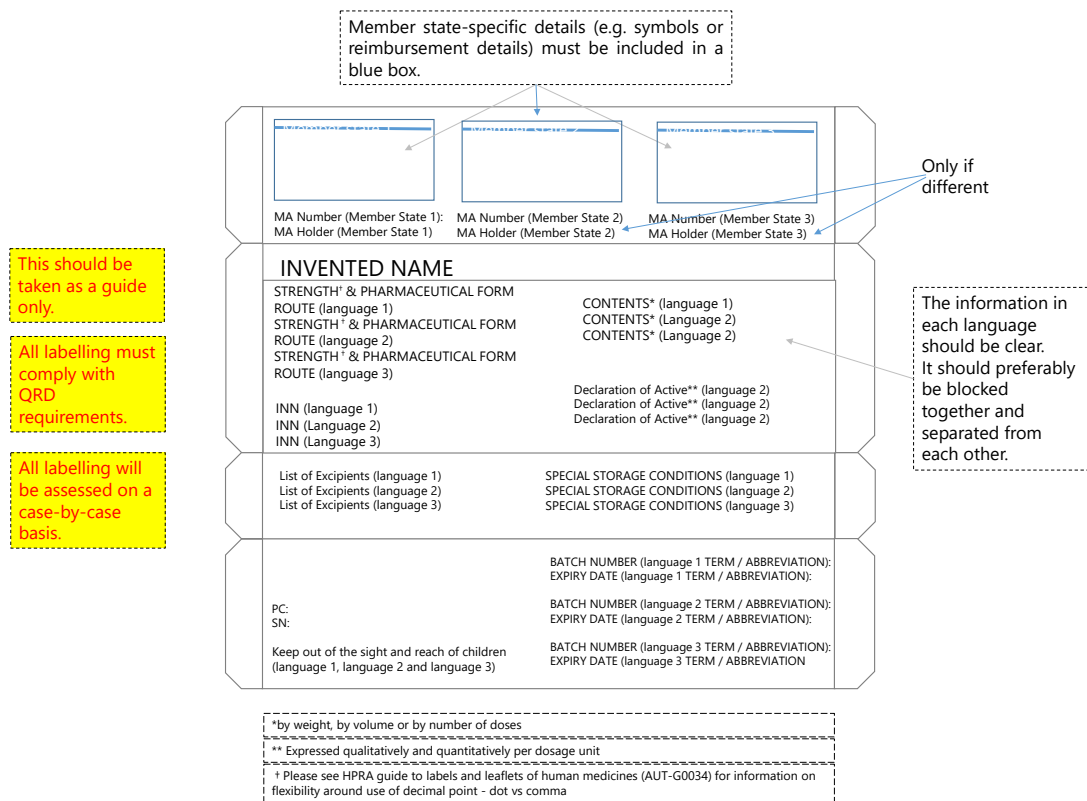 Member state-specific details (e.g. symbols or
reimbursement details) must be included in a
blue box.
Member state 1
Member state 2
Member state 3
Only if
different
MA Number (Member State 1):
MA Holder (Member State 1)
MA Number (Member State 2)
MA Holder (Member State 2)
MA Number (Member State 3)
MA Holder (Member State 3)
This should be
taken as a guide
only.
All labelling must
comply with
QRD
requirements.
All labelling will
be assessed on a
case-by-case
basis.
INVENTED NAME
STRENGTH† & PHARMACEUTICAL FORM
ROUTE (language 1)
STRENGTH † & PHARMACEUTICAL FORM
ROUTE (language 2)
STRENGTH † & PHARMACEUTICAL FORM
ROUTE (language 3)
INN (language 1)
INN (Language 2)
INN (Language 3)
CONTENTS* (language 1)
CONTENTS* (Language 2)
CONTENTS* (Language 2)
Declaration of Active** (language 2)
Declaration of Active** (language 2)
Declaration of Active** (language 2)
The information in
each language
should be clear.
It should preferably
be blocked
together and
separated from
each other.
List of Excipients (language 1)
List of Excipients (language 2)
List of Excipients (language 3)
SPECIAL STORAGE CONDITIONS (language 1)
SPECIAL STORAGE CONDITIONS (language 2)
SPECIAL STORAGE CONDITIONS (language 3)
PC:
SN:
Keep out of the sight and reach of children
(language 1, language 2 and language 3)
BATCH NUMBER (language 1 TERM / ABBREVIATION):
EXPIRY DATE (language 1 TERM / ABBREVIATION):
BATCH NUMBER (language 2 TERM / ABBREVIATION):
EXPIRY DATE (language 2 TERM / ABBREVIATION):
BATCH NUMBER (language 3 TERM / ABBREVIATION):
EXPIRY DATE (language 3 TERM / ABBREVIATION
*by weight, by volume or by number of doses
** Expressed qualitatively and quantitatively per dosage unit
† Please see HPRA guide to labels and leaflets of human medicines (AUT-G0034) for information on
flexibility around use of decimal point - dot vs comma